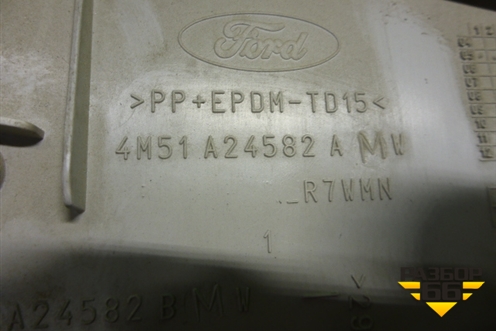 Ford
>PP+EPDM-TD15<
4M51 A24582 A MW
_R7WMN
1
A24582 B MW
РАЗБОР
66